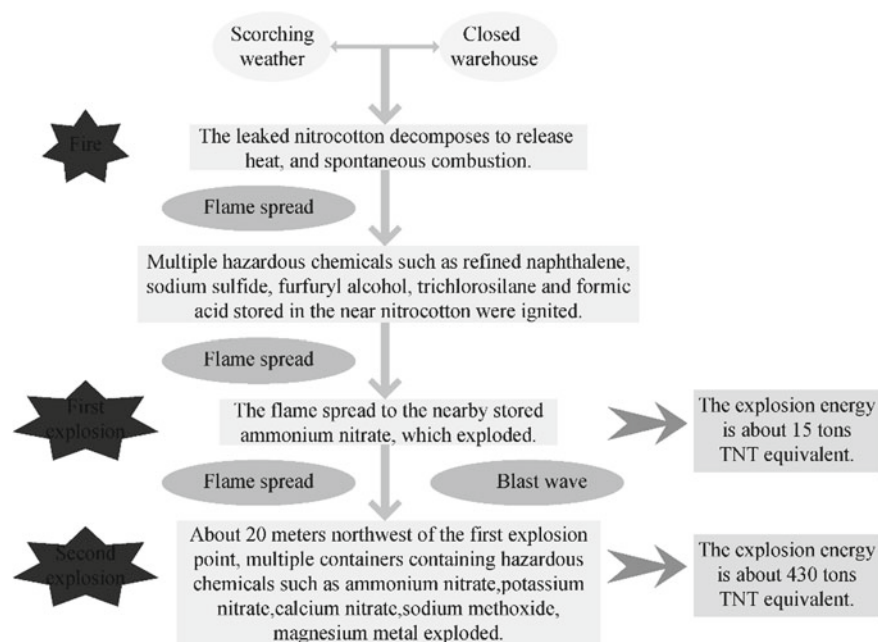 Scorching
weather
Closed
warehouse
Fire
The leaked nitrocotton decomposes to release
heat, and spontaneous combustion.
Flame spread
Multiple hazardous chemicals such as refined naphthalene,
sodium sulfide, furfuryl alcohol, trichlorosilane and formic
acid stored in the near nitrocotton were ignited.
Flame spread
First
explosion
The flame spread to the nearby stored
ammonium nitrate, which exploded.
The explosion energy
is about 15 tons
TNT equivalent.
Flame spread
Blast wave
Second
explosion
About 20 meters northwest of the first explosion
point, multiple containers containing hazardous
chemicals such as ammonium nitrate,potassium
nitrate,calcium nitrate,sodium methoxide,
magnesium metal exploded.
The explosion energy
is about 430 tons
TNT equivalent.